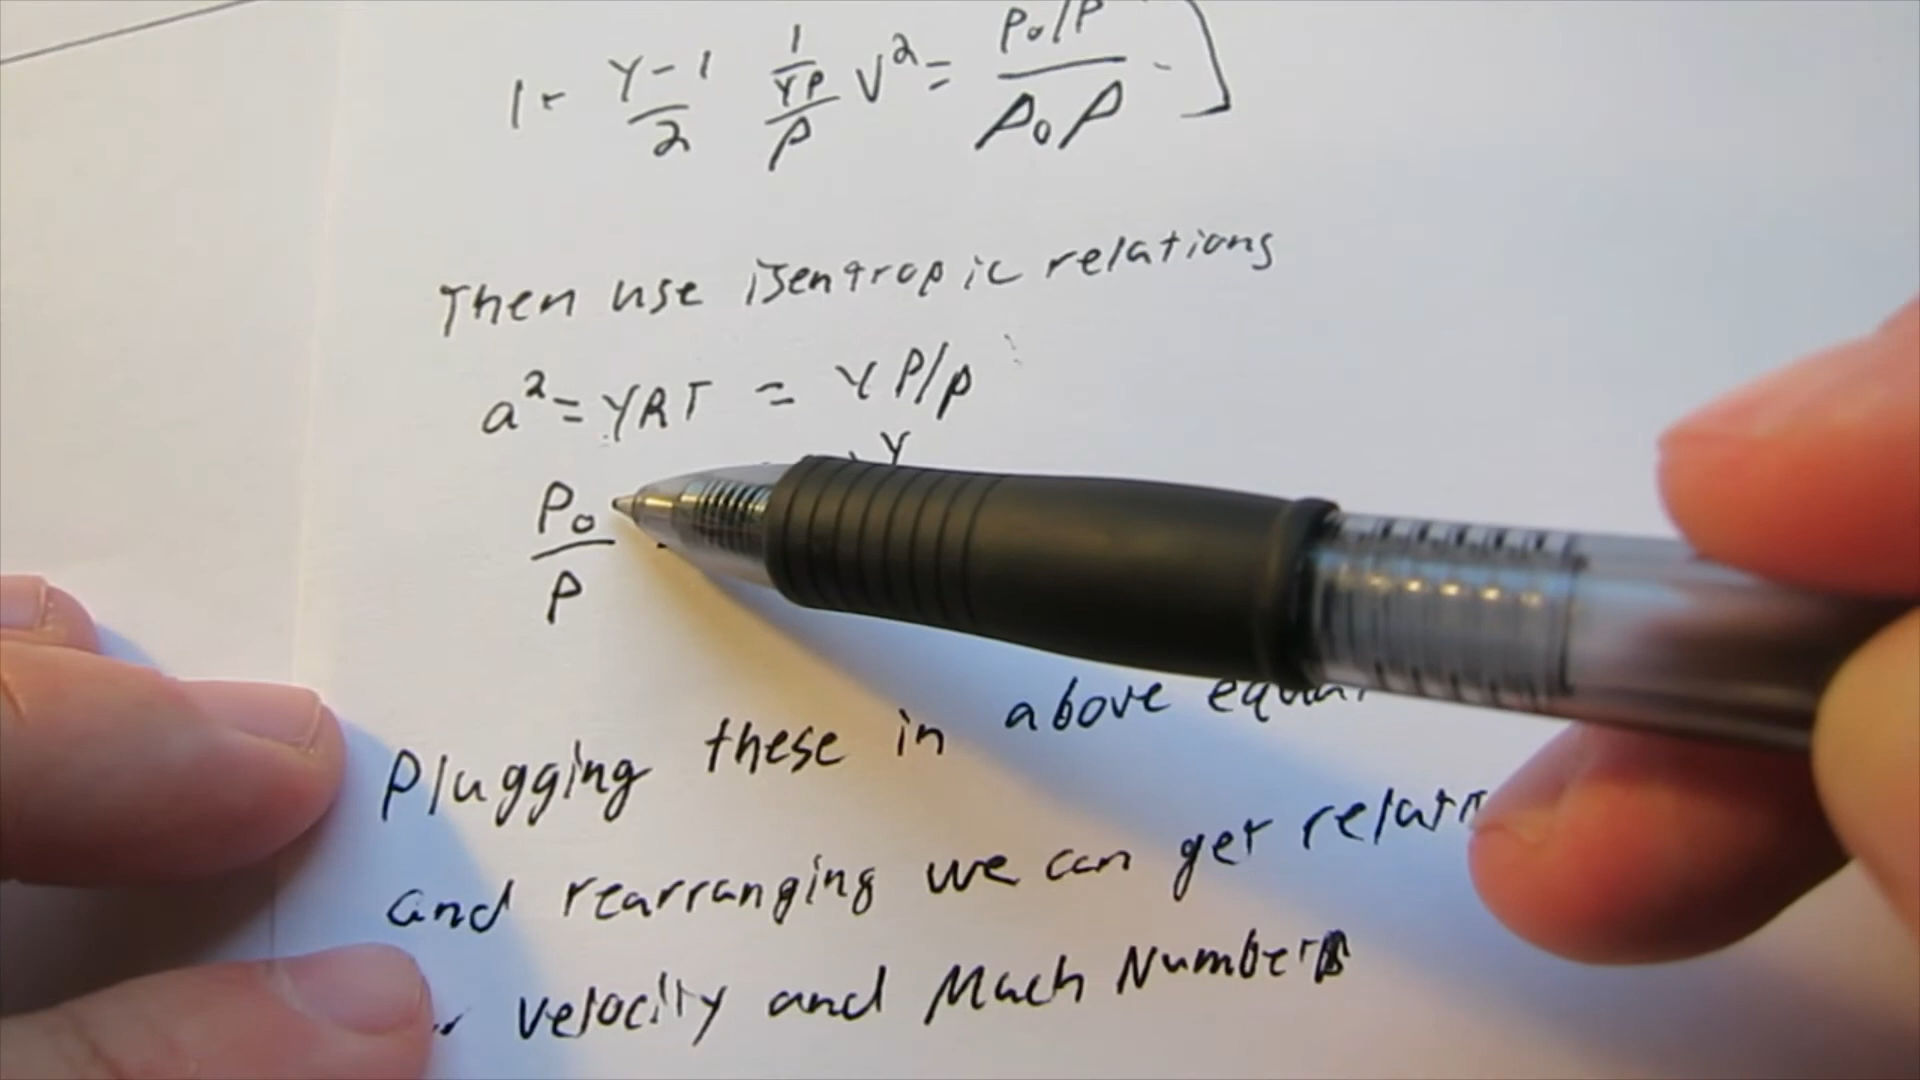 1 - γ-1/2 1/(γP/ρ) V² = P₀/P / ρ₀ρ - ]
Then use isentropic relations
a² = γRT = γ P/ρ
P₀/P γ
Plugging these in above
and rearranging we can get
velocity and Mach Number